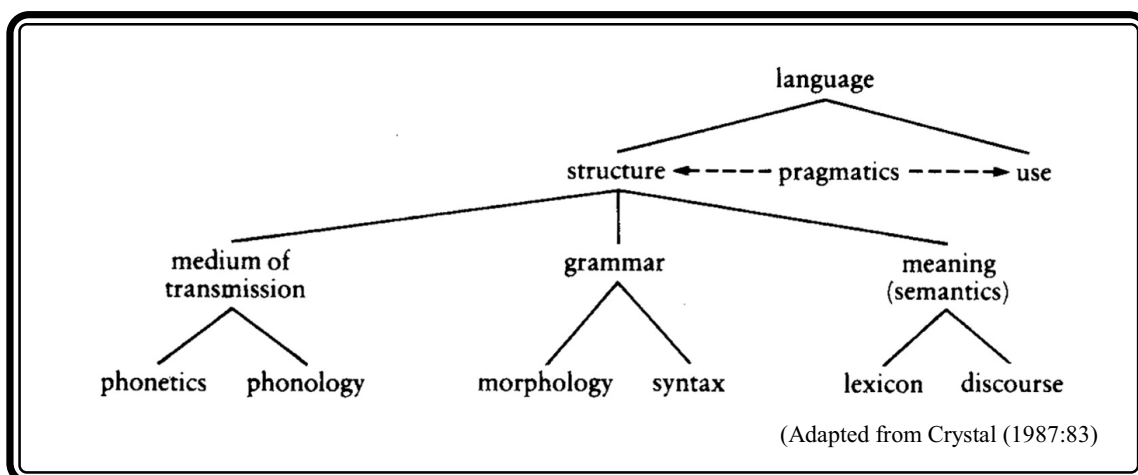 language
structure pragmatics use
medium of grammar meaning
transmission (semantics)
phonetics phonology morphology syntax lexicon discourse
(Adapted from Crystal (1987:83)